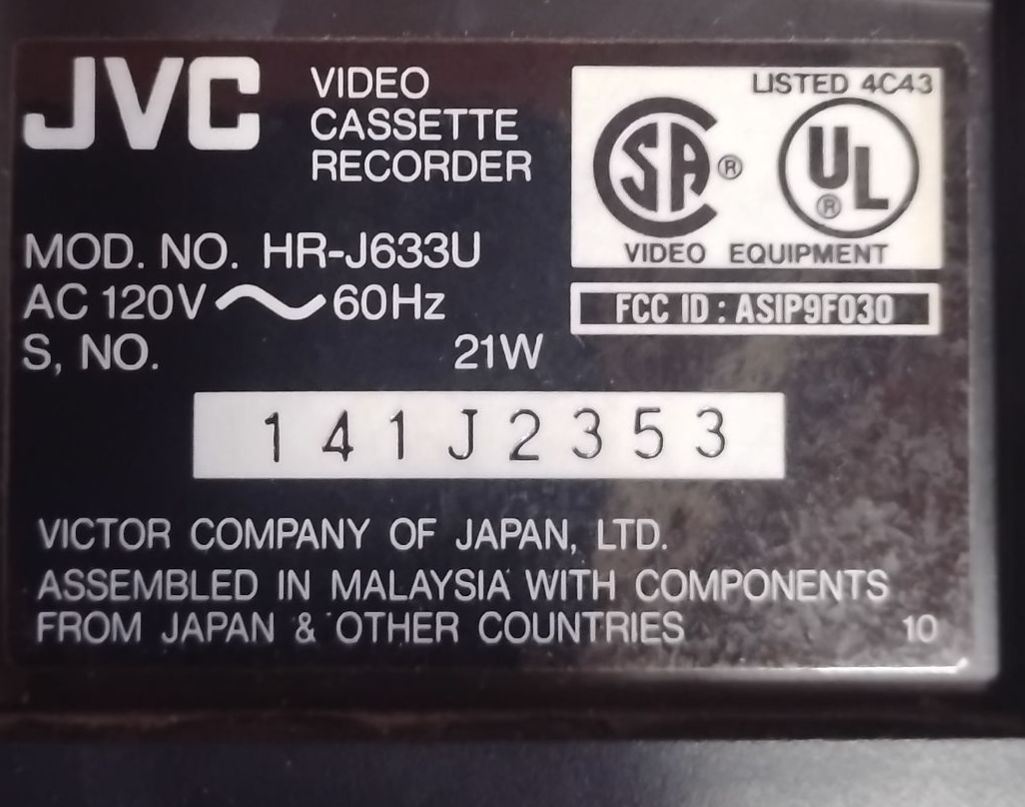 JVC
VIDEO
CASSETTE
RECORDER
LISTED 4C43
SA ®
UL ®
VIDEO EQUIPMENT
MOD. NO. HR-J633U
AC 120V 〜 60Hz
FCC ID : ASIP9F030
S, NO. 21W
141J2353
VICTOR COMPANY OF JAPAN, LTD.
ASSEMBLED IN MALAYSIA WITH COMPONENTS
FROM JAPAN & OTHER COUNTRIES 10